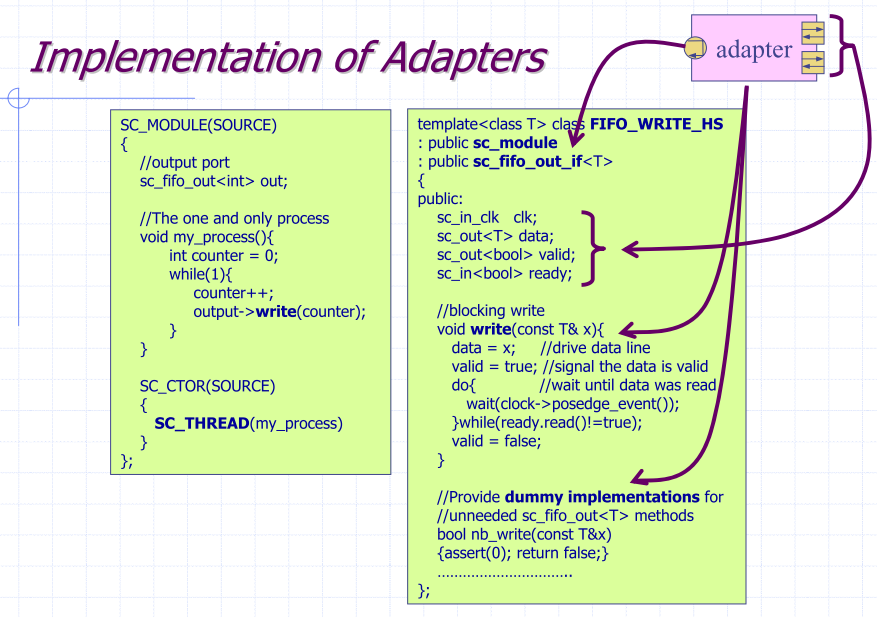 Implementation of Adapters
adapter
SC_MODULE(SOURCE)
{
//output port
sc_fifo_out<int> out;
//The one and only process
void my_process(){
int counter = 0;
while(1){
counter++;
output->write(counter);
}
}
SC_CTOR(SOURCE)
{
SC_THREAD(my_process)
}
};
template<class T> class FIFO_WRITE_HS
: public sc_module
: public sc_fifo_out_if<T>
{
public:
sc_in_clk clk;
sc_out<T> data;
sc_out<bool> valid;
sc_in<bool> ready;
//blocking write
void write(const T& x){
data = x; //drive data line
valid = true; //signal the data is valid
do{ //wait until data was read
wait(clock->posedge_event());
}while(ready.read()!=true);
valid = false;
}
//Provide dummy implementations for
//unneeded sc_fifo_out<T> methods
bool nb_write(const T&x)
{assert(0); return false;}
…………………………..
};